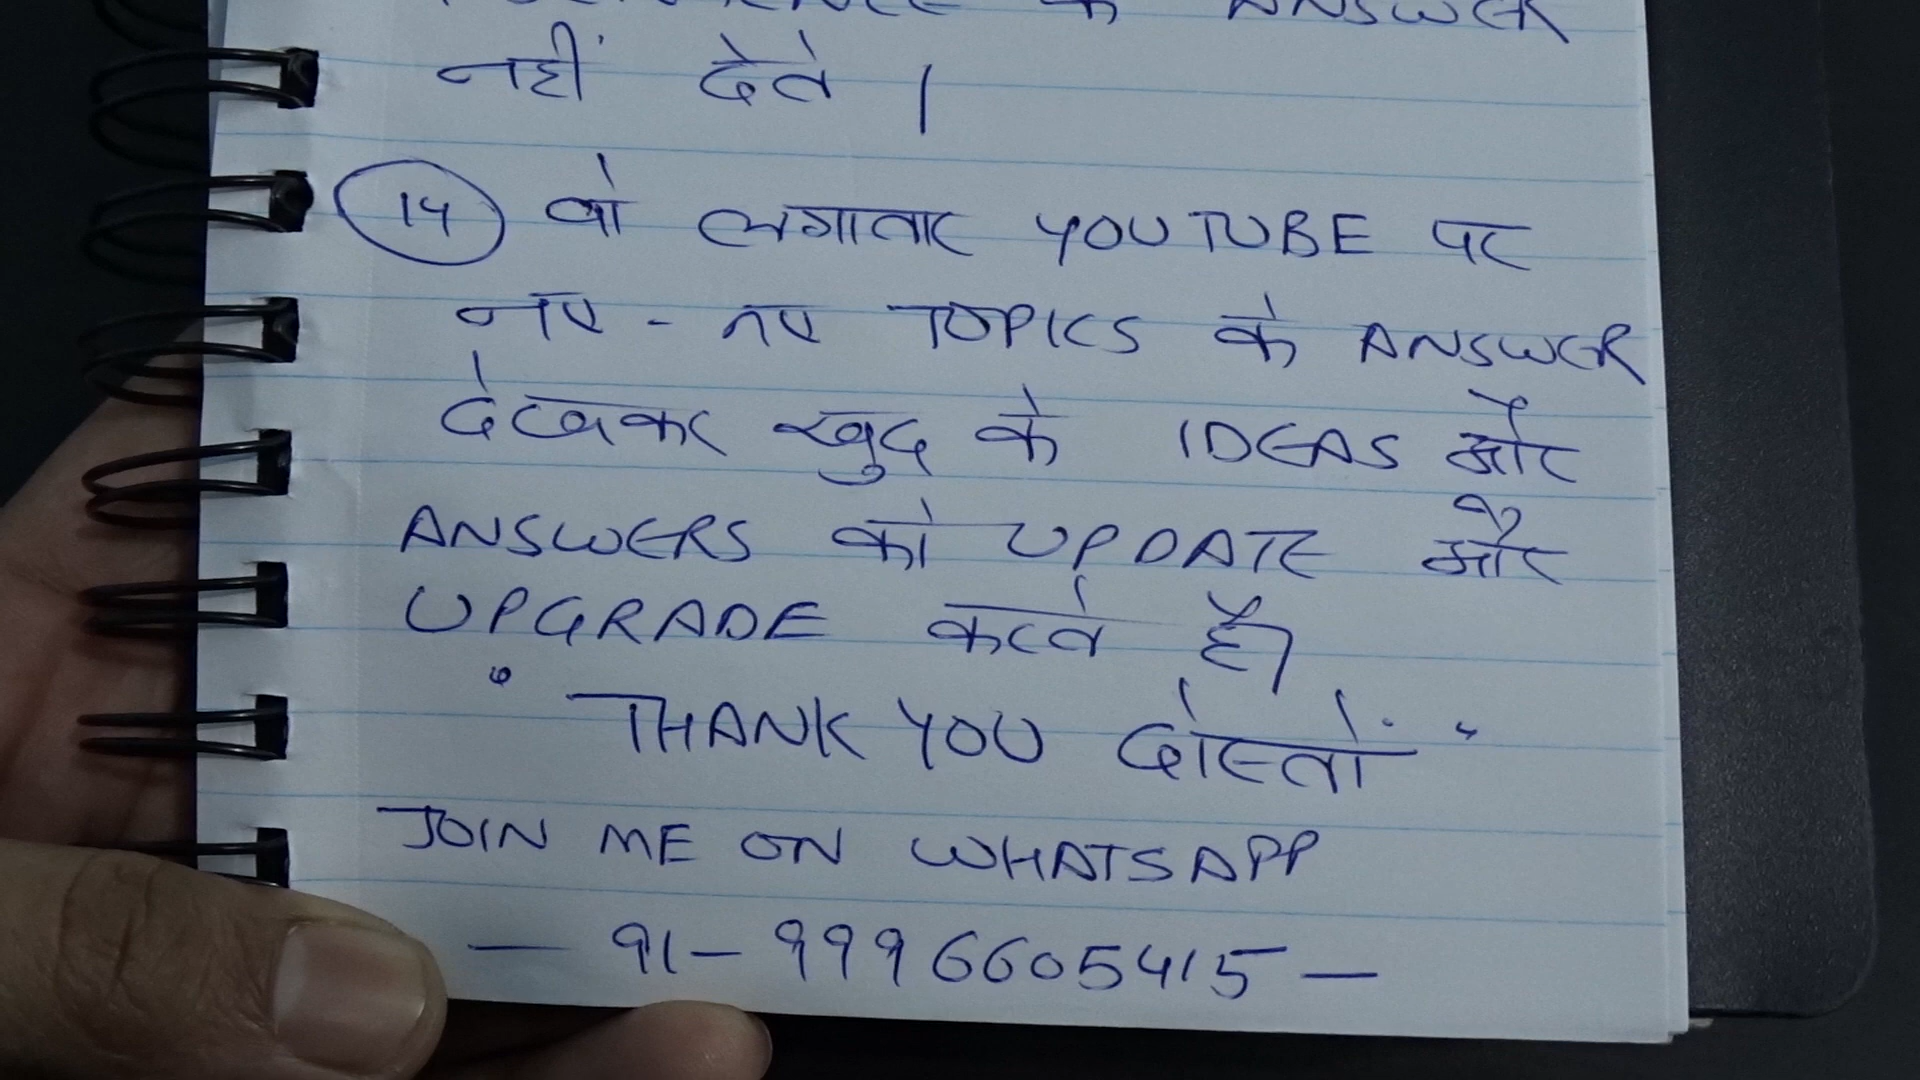 के ANSWER
नहीं देते |
14 वो लगातार YOUTUBE पर
नए - नए TOPICS के ANSWER
देखकर खुद के IDEAS और
ANSWERS को UPDATE और
UPGRADE करते है।
" THANK YOU दोस्तों "
JOIN ME ON WHATSAPP
— 91-9996605415 —